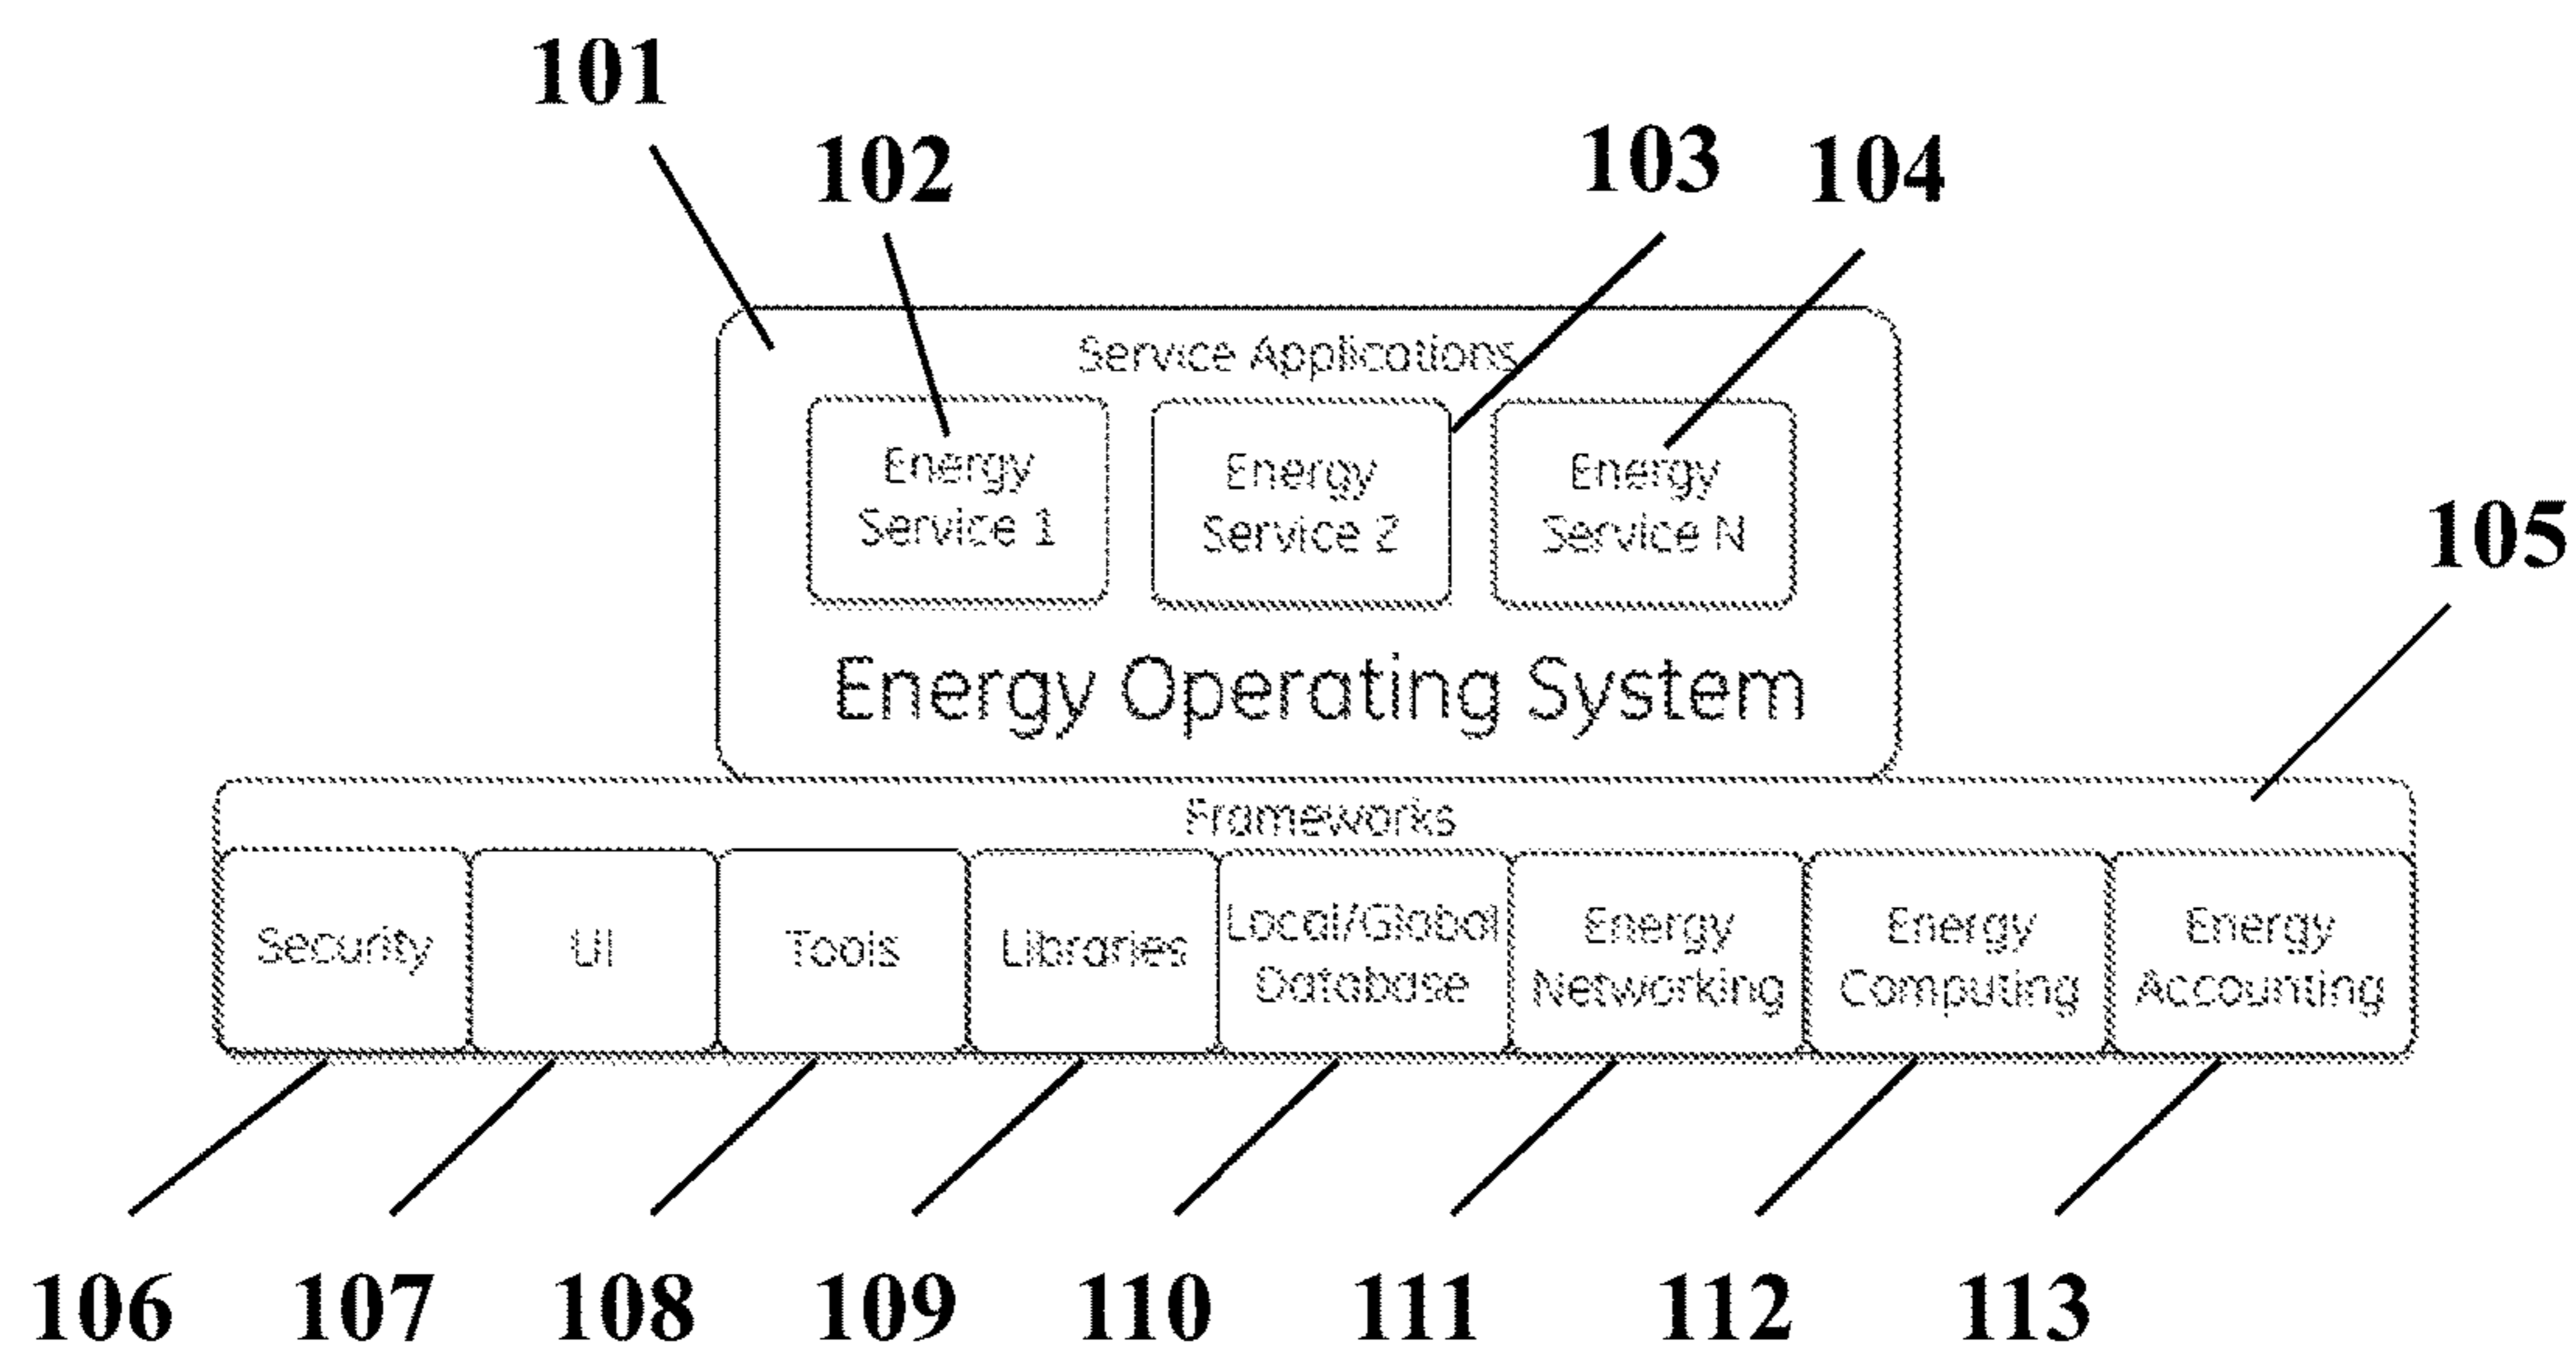 101
102
103
104
Service Applications
Energy
Service 1
Energy
Service 2
Energy
Service N
105
Energy Operating System
Frameworks
Security
UI
Tools
Libraries
Local/Global
Database
Energy
Networking
Energy
Computing
Energy
Accounting
106
107
108
109
110
111
112
113